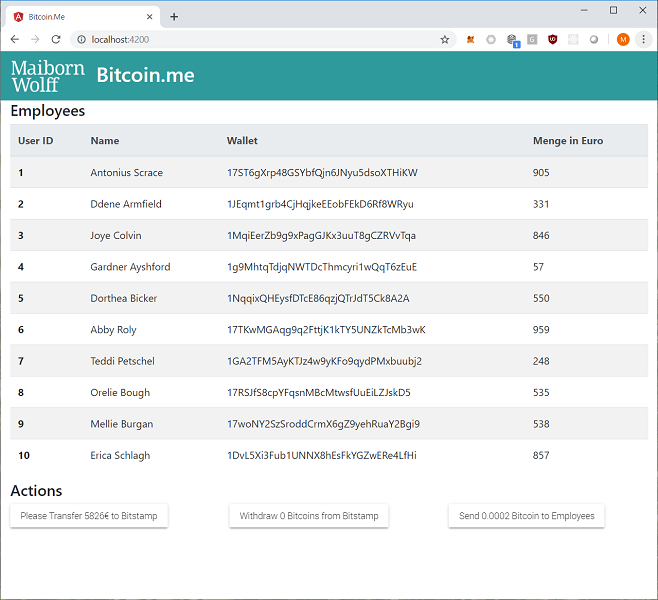 Bitcoin.Me
localhost:4200
Maiborn
Wolff
Bitcoin.me
Employees
User ID Name Wallet Menge in Euro
1 Antonius Scrace 17ST6gXrp48GSYbfQjn6JNyu5dsoXTHiKW 905
2 Ddene Armfield 1JEqmt1grb4CjHqjkeEEobFEkD6Rf8WRyu 331
3 Joye Colvin 1MqiEerZb9g9xPagGJKx3uuT8gCZRVvTqa 846
4 Gardner Ayshford 1g9MhtqTdjqNWTDcThmcyri1wQqT6zEuE 57
5 Dorthea Bicker 1NqqixQHEysfDTcE86qzjQTrJdT5Ck8A2A 550
6 Abby Roly 17TKwMGAqg9q2FttjK1kTY5UNZkTcMb3wK 959
7 Teddi Petschel 1GA2TFM5AyKTJz4w9yKFo9qydPMxbuubj2 248
8 Orelie Bough 17RSJfS8cpYFqsnMBcMtwsfUuEiLZJskD5 535
9 Mellie Burgan 17woNY2SzSroddCrmX6gZ9yehRuaY2Bgi9 538
10 Erica Schlagh 1DvL5Xi3Fub1UNNX8hEsFkYGZwERe4LfHi 857
Actions
Please Transfer 5826€ to Bitstamp Withdraw 0 Bitcoins from Bitstamp Send 0.0002 Bitcoin to Employees